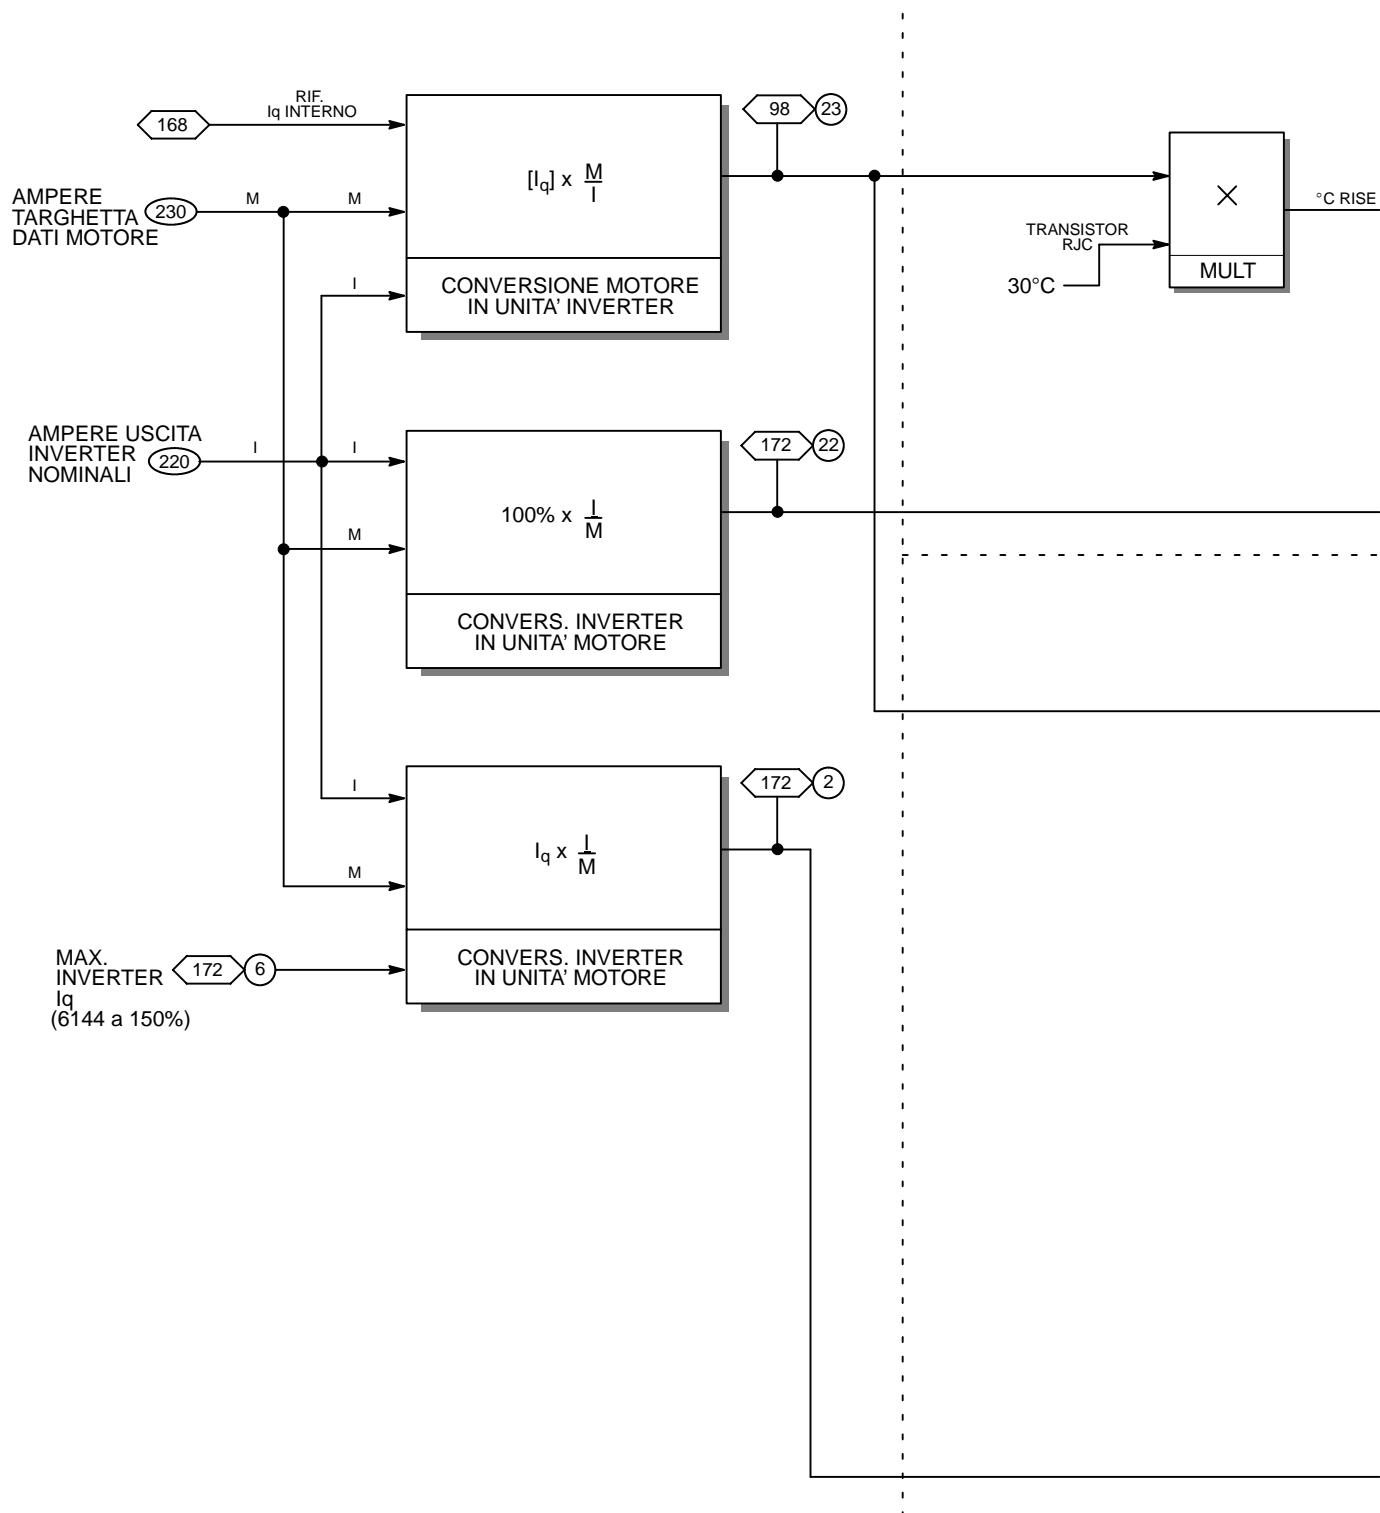 RIF.
Iq INTERNO
168
98
23
[Iq] x M/I
AMPERE
TARGHETTA
DATI MOTORE
230
M
M
I
CONVERSIONE MOTORE
IN UNITA' INVERTER
TRANSISTOR
RJC
30°C
×
MULT
°C RISE
AMPERE USCITA
INVERTER
NOMINALI
220
I
I
M
172
22
100% x I/M
CONVERS. INVERTER
IN UNITA' MOTORE
I
M
172
2
Iq x I/M
CONVERS. INVERTER
IN UNITA' MOTORE
MAX.
INVERTER
Iq
(6144 a 150%)
172
6